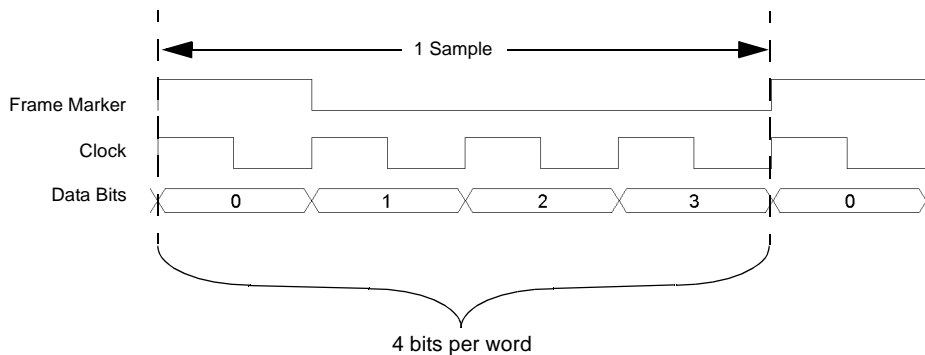 1 Sample
Frame Marker
Clock
Data Bits 0 1 2 3 0
4 bits per word